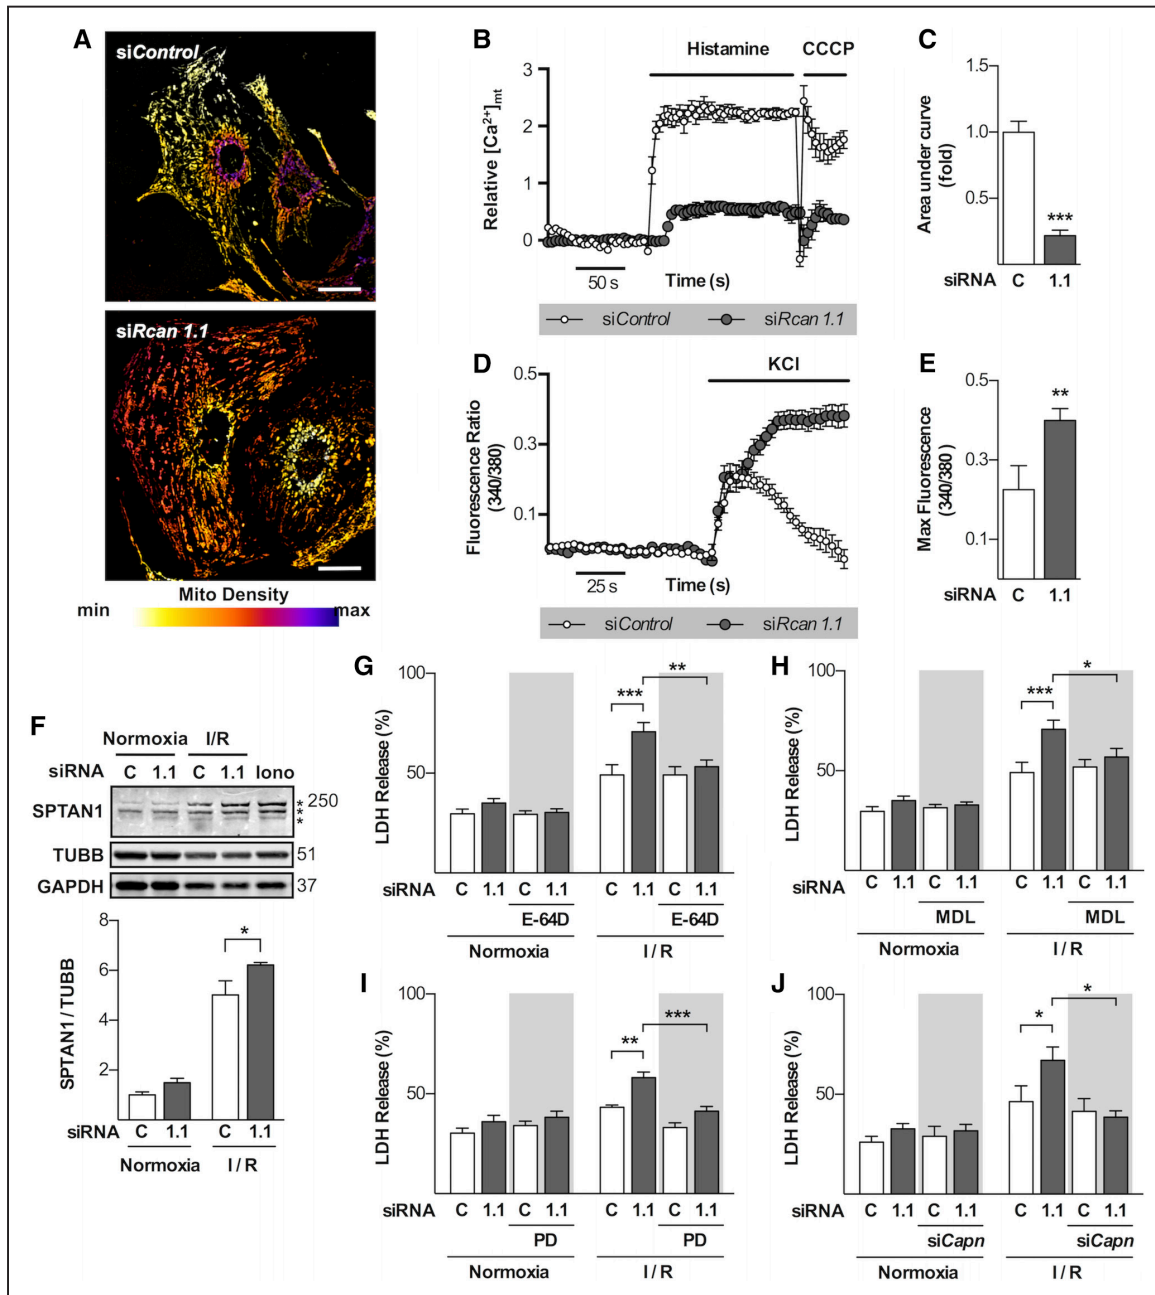 A
siControl
siRcan 1.1
Mito Density
min max
B
Histamine CCCP
3
2
1
0
Relative [Ca2+]mt
50 s
Time (s)
siControl siRcan 1.1
C
1.5
1.0
0.5
Area under curve
(fold)
***
siRNA C 1.1
D
KCl
0.5
0.3
0.1
Fluorescence Ratio
(340/380)
25 s
Time (s)
siControl siRcan 1.1
E
0.5
0.3
0.1
Max Fluorescence
(340/380)
**
siRNA C 1.1
F
Normoxia I/R
siRNA C 1.1 C 1.1 Iono
SPTAN1
* 250
*
*
TUBB 51
GAPDH 37
8
6
4
2
SPTAN1 / TUBB
*
siRNA C 1.1 C 1.1
Normoxia I / R
G
100
50
LDH Release (%)
*** **
siRNA C 1.1 C 1.1 C 1.1 C 1.1
E-64D E-64D
Normoxia I / R
H
100
50
LDH Release (%)
*** *
siRNA C 1.1 C 1.1 C 1.1 C 1.1
MDL MDL
Normoxia I / R
I
100
50
LDH Release (%)
** ***
siRNA C 1.1 C 1.1 C 1.1 C 1.1
PD PD
Normoxia I / R
J
100
50
LDH Release (%)
* *
siRNA C 1.1 C 1.1 C 1.1 C 1.1
siCapn siCapn
Normoxia I / R